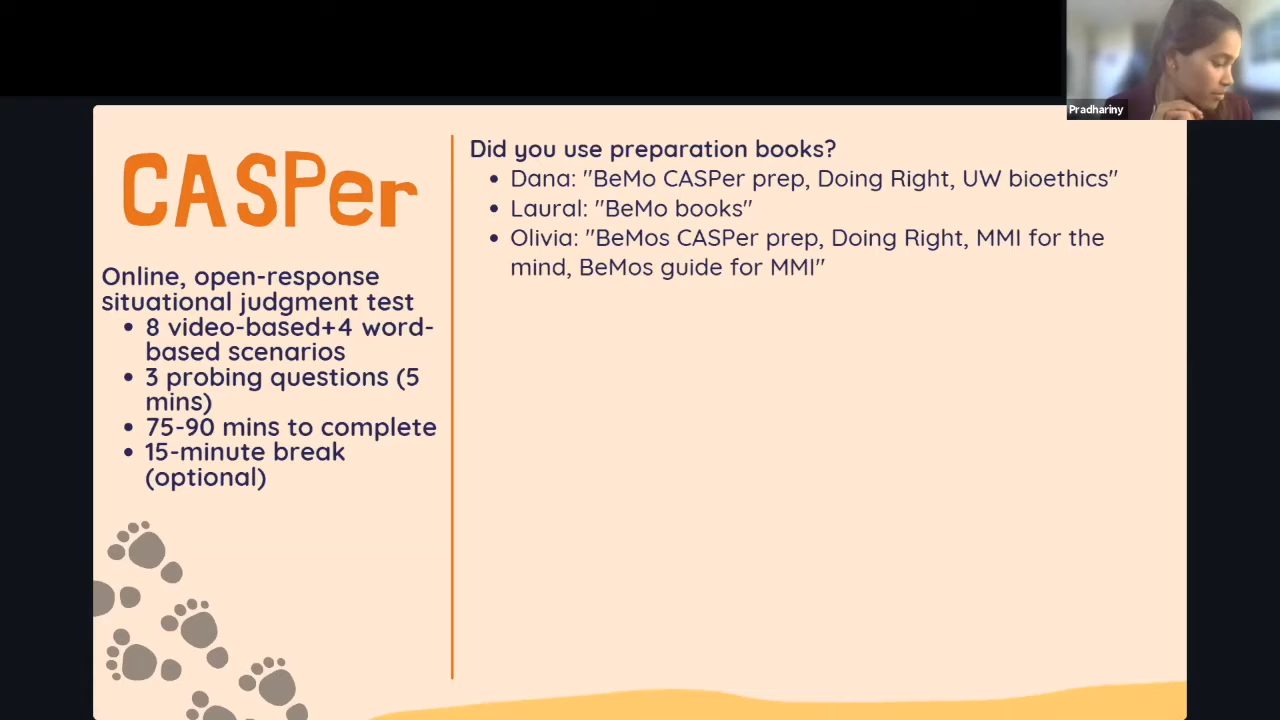 Pradhariny
CASPer
Online, open-response
situational judgment test
• 8 video-based+4 word-
based scenarios
• 3 probing questions (5
mins)
• 75-90 mins to complete
• 15-minute break
(optional)
Did you use preparation books?
• Dana: "BeMo CASPer prep, Doing Right, UW bioethics"
• Laural: "BeMo books"
• Olivia: "BeMos CASPer prep, Doing Right, MMI for the
mind, BeMos guide for MMI"